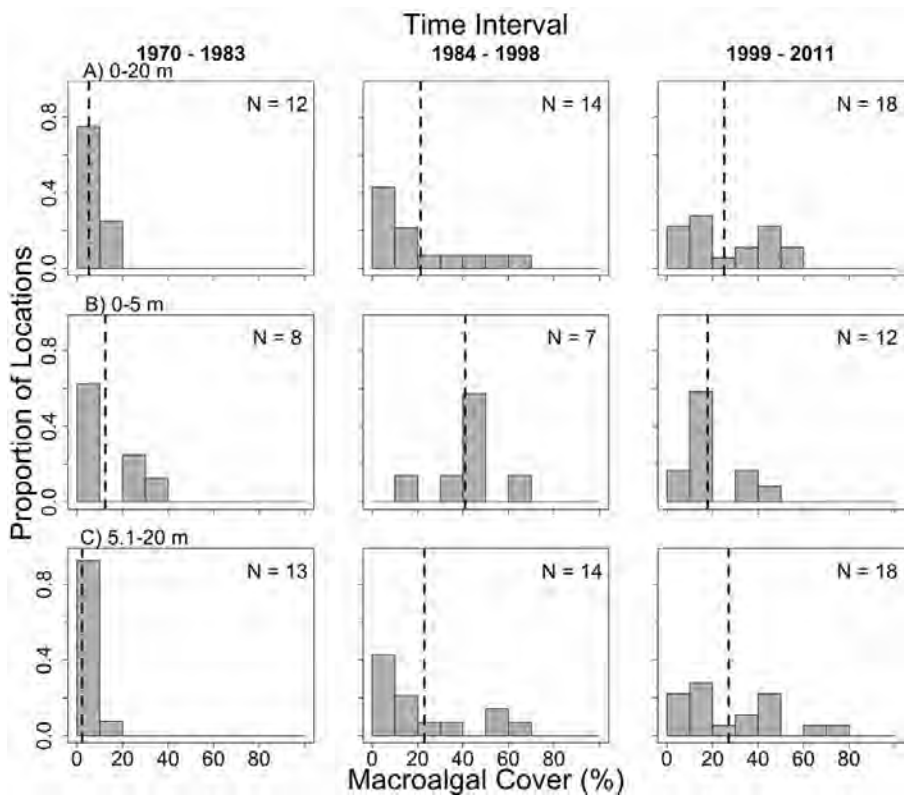 Time Interval
1970 - 1983 1984 - 1998 1999 - 2011
A) 0-20 m
N = 12 N = 14 N = 18
0.8
0.4
0.0
B) 0-5 m
N = 8 N = 7 N = 12
0.8
0.4
0.0
C) 5.1-20 m
N = 13 N = 14 N = 18
0.8
0.4
0.0
Proportion of Locations
0 20 40 60 80 0 20 40 60 80 0 20 40 60 80
Macroalgal Cover (%)